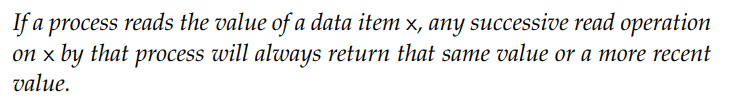 If a process reads the value of a data item x, any successive read operation
on x by that process will always return that same value or a more recent
value.